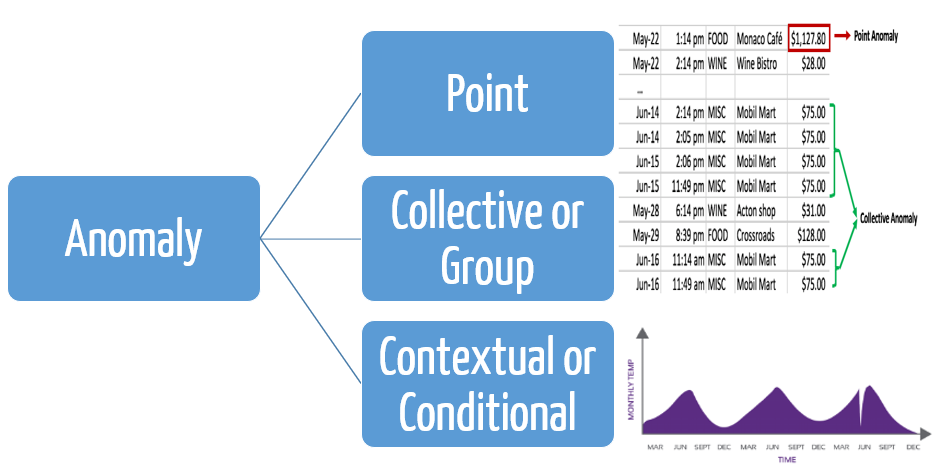 Anomaly
Point
Collective or
Group
Contextual or
Conditional
May-22 1:14 pm FOOD Monaco Café $1,127.80 Point Anomaly
May-22 2:14 pm WINE Wine Bistro $28.00
...
Jun-14 2:14 pm MISC Mobil Mart $75.00
Jun-14 2:05 pm MISC Mobil Mart $75.00
Jun-15 2:06 pm MISC Mobil Mart $75.00
Jun-15 11:49 pm MISC Mobil Mart $75.00
May-28 6:14 pm WINE Acton shop $31.00
Collective Anomaly
May-29 8:39 pm FOOD Crossroads $128.00
Jun-16 11:14 am MISC Mobil Mart $75.00
Jun-16 11:49 am MISC Mobil Mart $75.00
MONTHLY TEMP
MAR JUN SEPT DEC MAR JUN SEPT DEC MAR JUN SEPT DEC
TIME